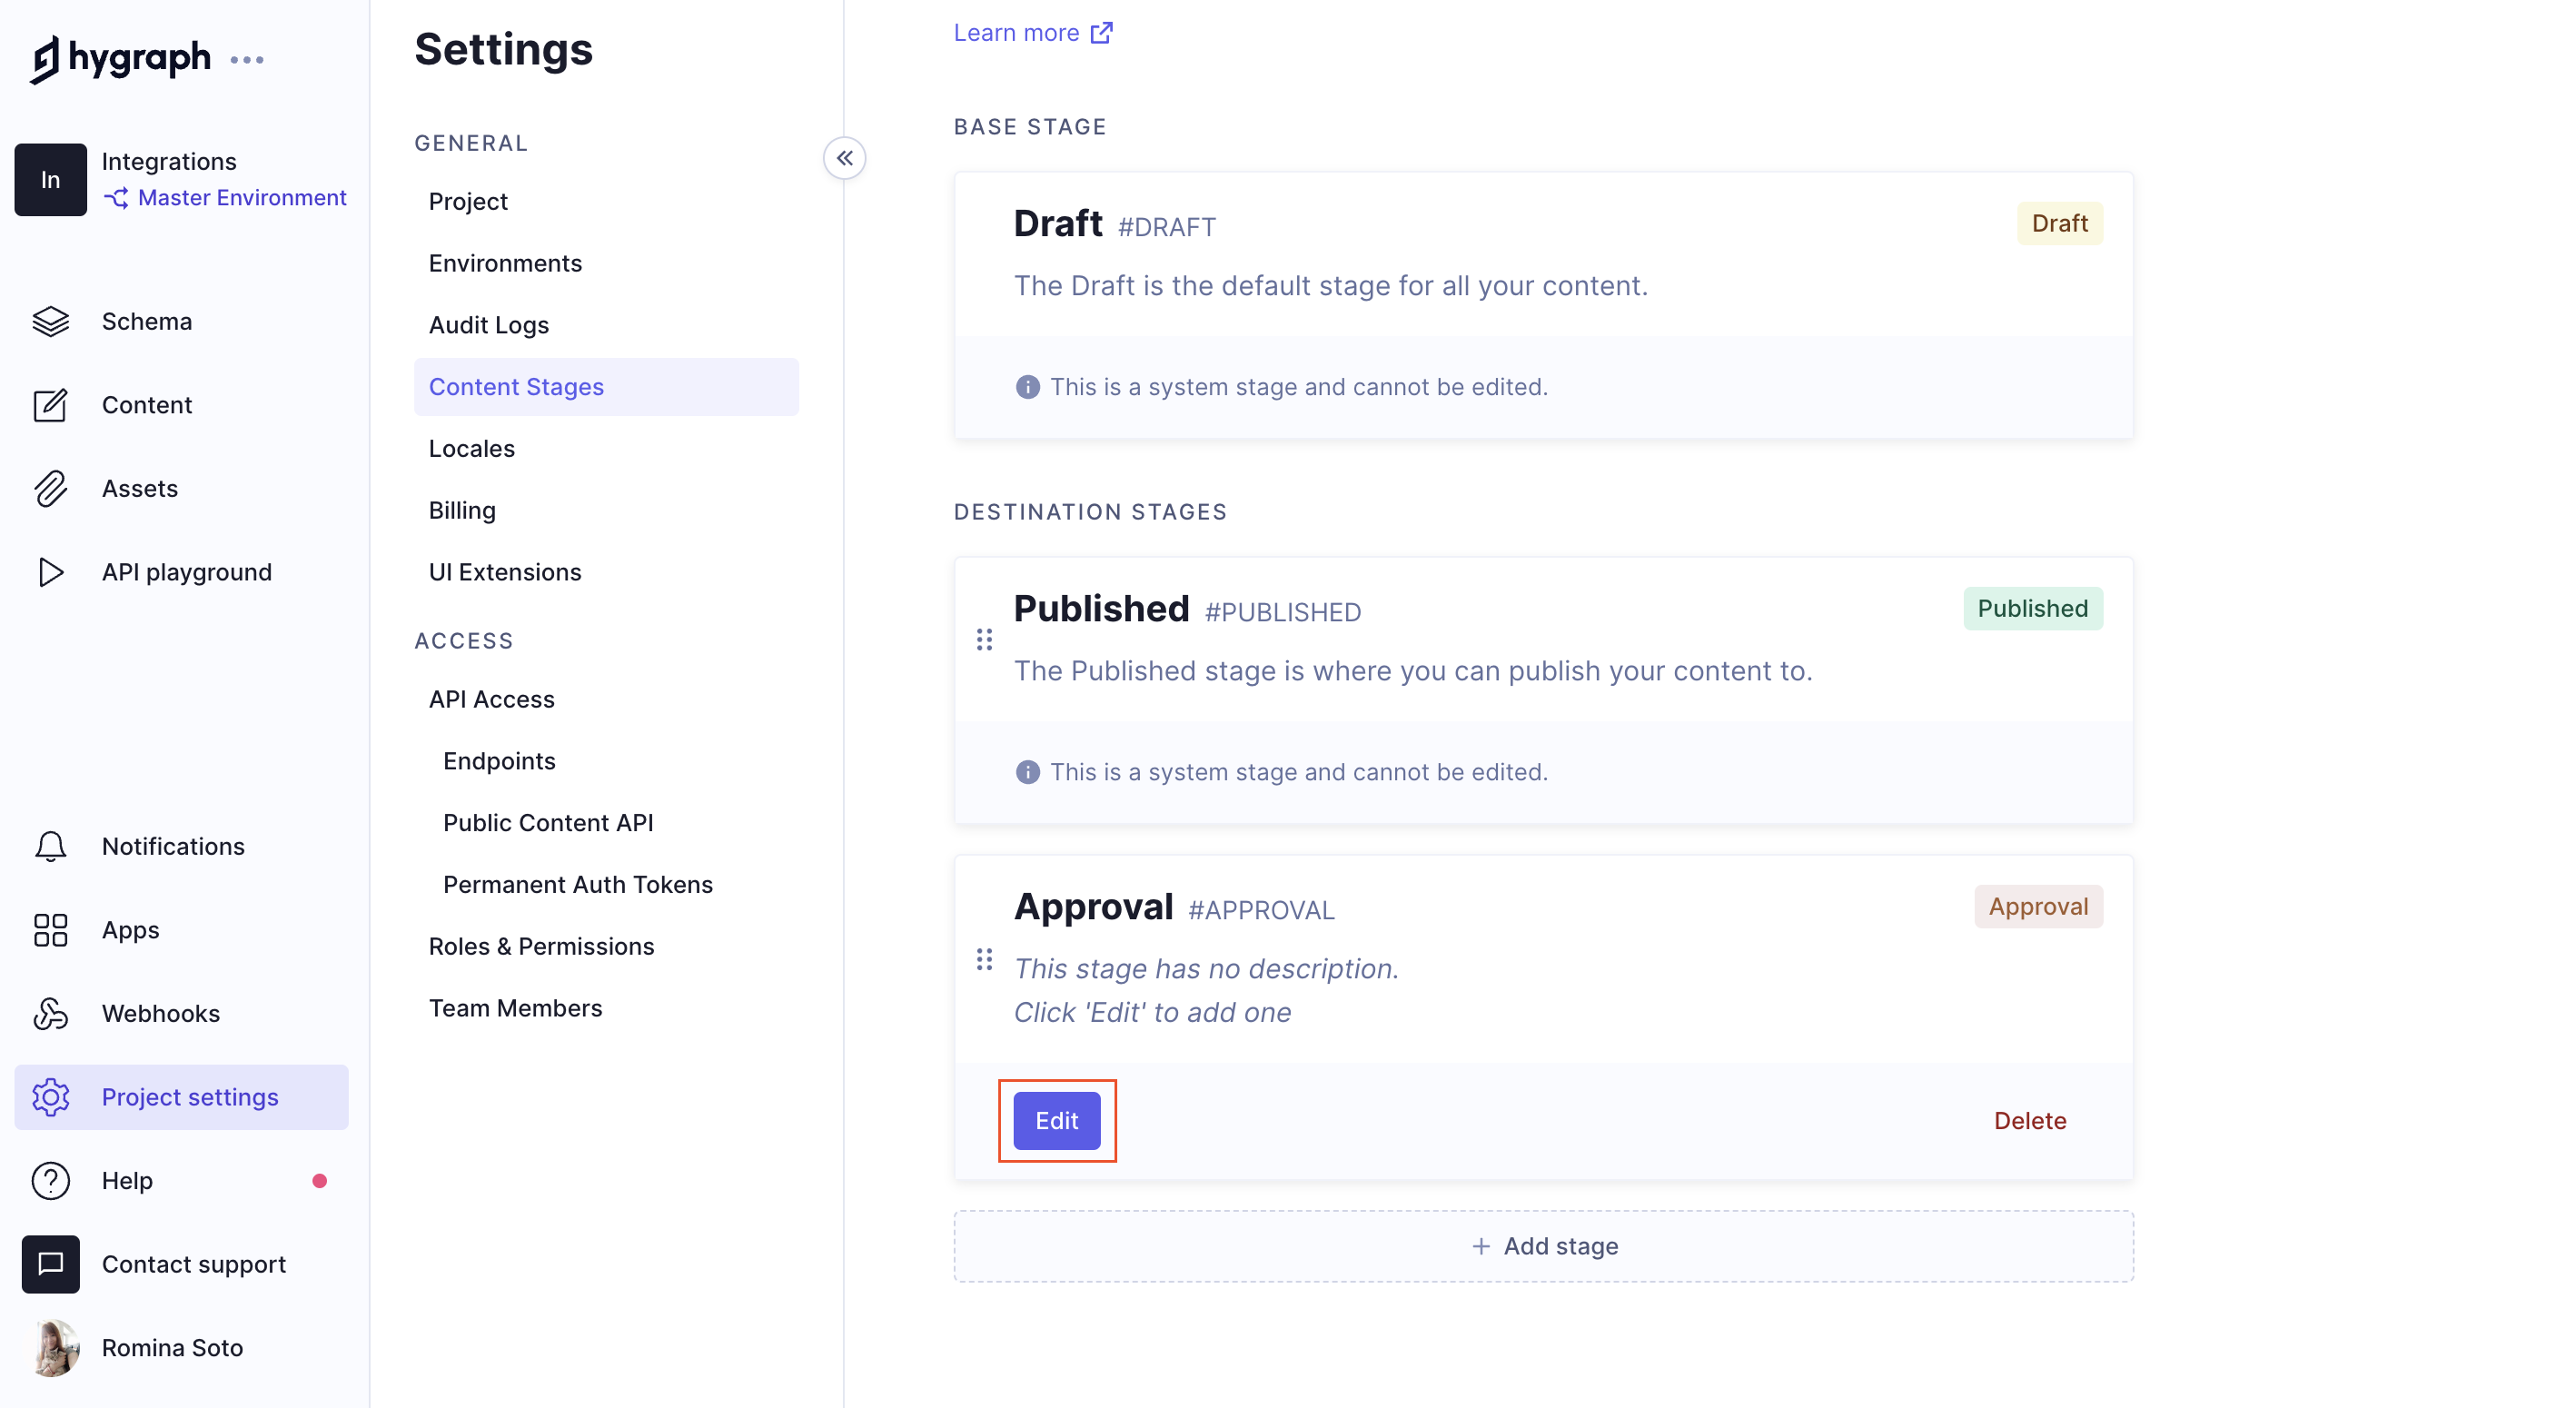 hygraph
In
Integrations
Master Environment
Schema
Content
Assets
API playground
Notifications
Apps
Webhooks
Project settings
Help
Contact support
Romina Soto
Settings
GENERAL
Project
Environments
Audit Logs
Content Stages
Locales
Billing
UI Extensions
ACCESS
API Access
Endpoints
Public Content API
Permanent Auth Tokens
Roles & Permissions
Team Members
Learn more
BASE STAGE
Draft #DRAFT
Draft
The Draft is the default stage for all your content.
This is a system stage and cannot be edited.
DESTINATION STAGES
Published #PUBLISHED
Published
The Published stage is where you can publish your content to.
This is a system stage and cannot be edited.
Approval #APPROVAL
Approval
This stage has no description.
Click 'Edit' to add one
Edit
Delete
+ Add stage